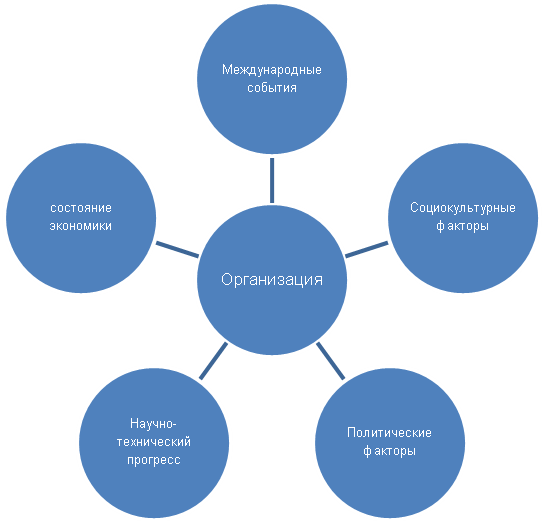 Международные
события
состояние
экономики
Социокультурные
факторы
Организация
Научно-
технический
прогресс
Политические
факторы